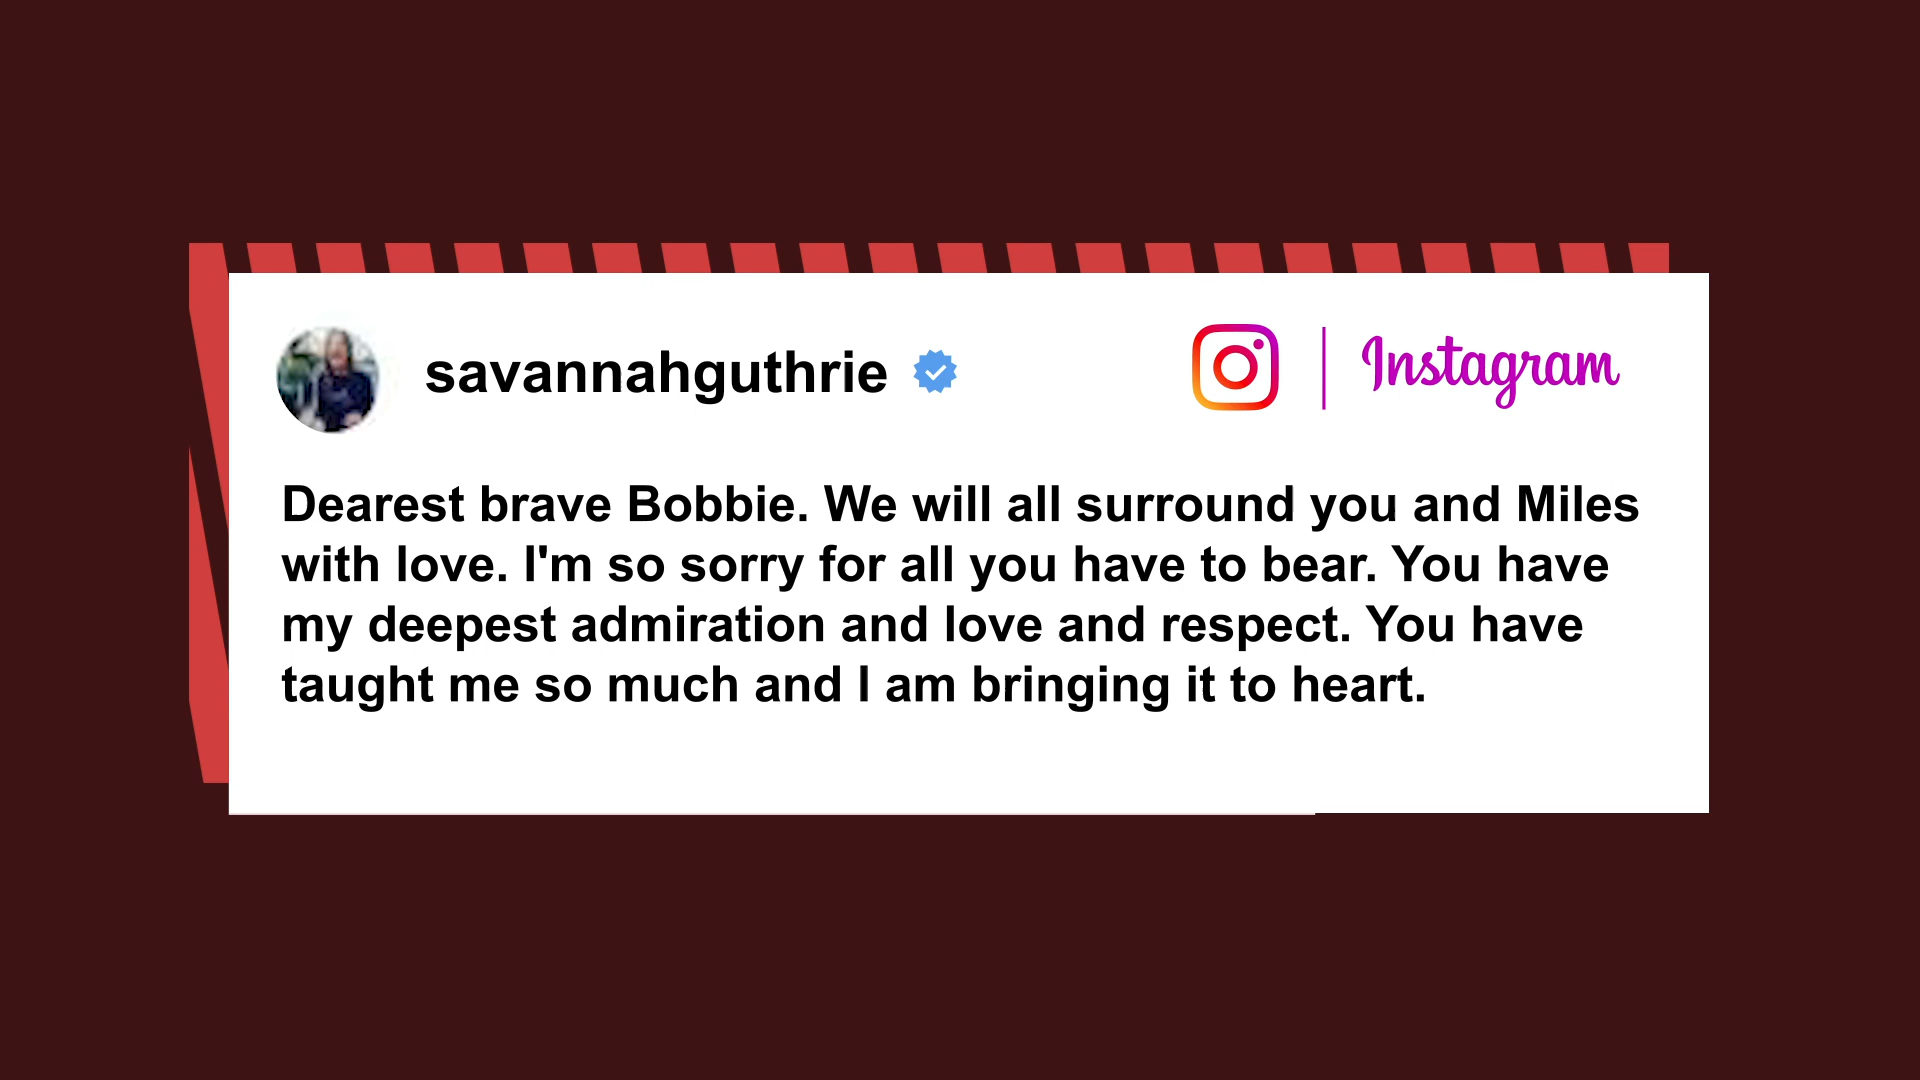 savannahguthrie
Instagram
Dearest brave Bobbie. We will all surround you and Miles
with love. I'm so sorry for all you have to bear. You have
my deepest admiration and love and respect. You have
taught me so much and I am bringing it to heart.